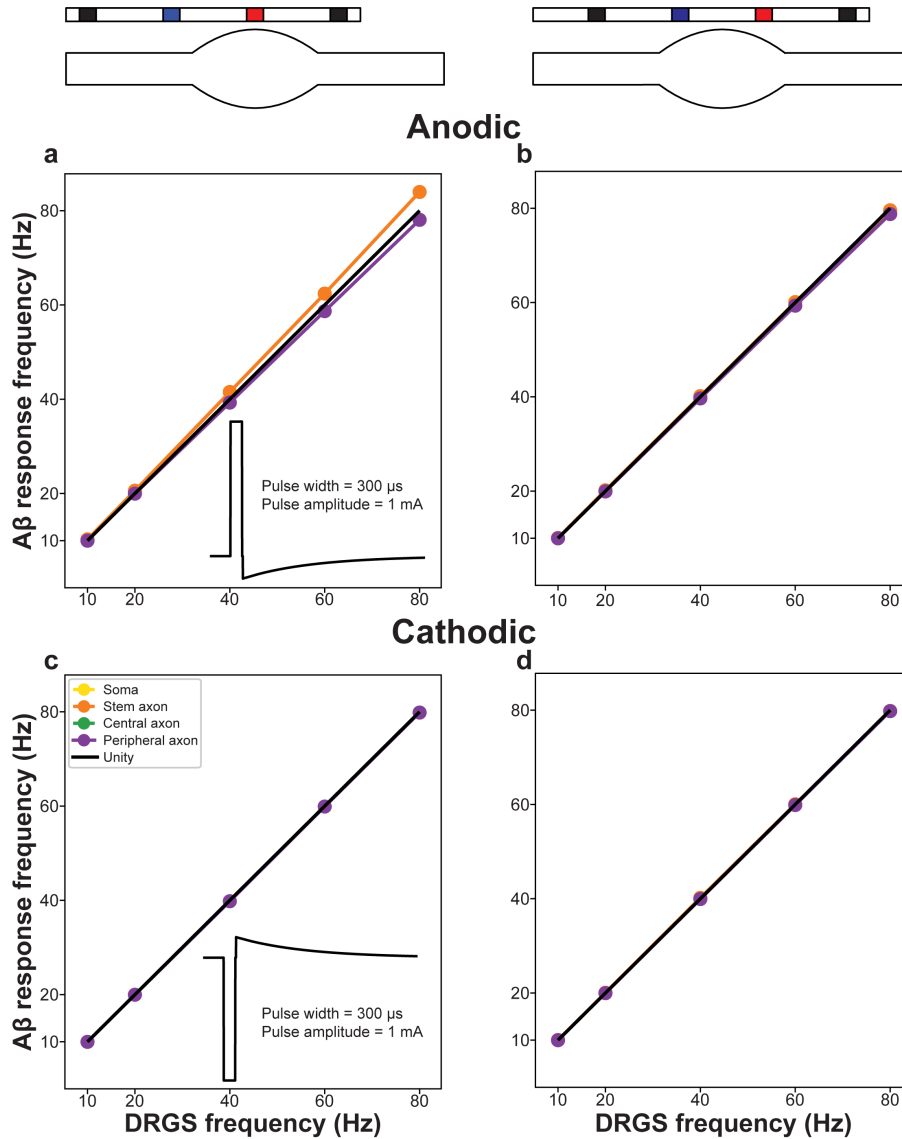 Anodic
a
b
Aβ response frequency (Hz)
80
60
40
20
10
Pulse width = 300 µs
Pulse amplitude = 1 mA
10 20 40 60 80
80
60
40
20
10
10 20 40 60 80
Cathodic
c
d
Aβ response frequency (Hz)
Soma
Stem axon
Central axon
Peripheral axon
Unity
80
60
40
20
10
Pulse width = 300 µs
Pulse amplitude = 1 mA
10 20 40 60 80
DRGS frequency (Hz)
80
60
40
20
10
10 20 40 60 80
DRGS frequency (Hz)